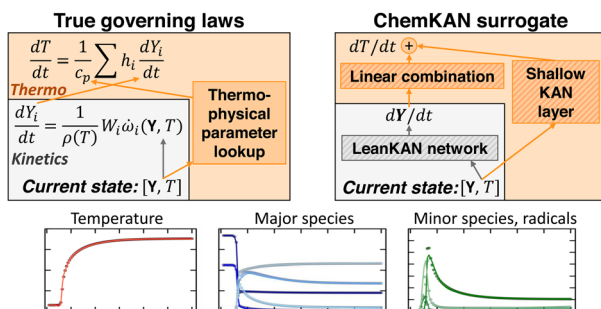 True governing laws
dT/dt = 1/c_p ∑ h_i dY_i/dt
Thermo
dY_i/dt = 1/ρ(T) W_i ω̇_i(Y, T)
Kinetics
Thermo-
physical
parameter
lookup
Current state: [Y, T]
ChemKAN surrogate
dT/dt +
Linear combination
Shallow
KAN
layer
dY/dt
LeanKAN network
Current state: [Y, T]
Temperature
Major species
Minor species, radicals